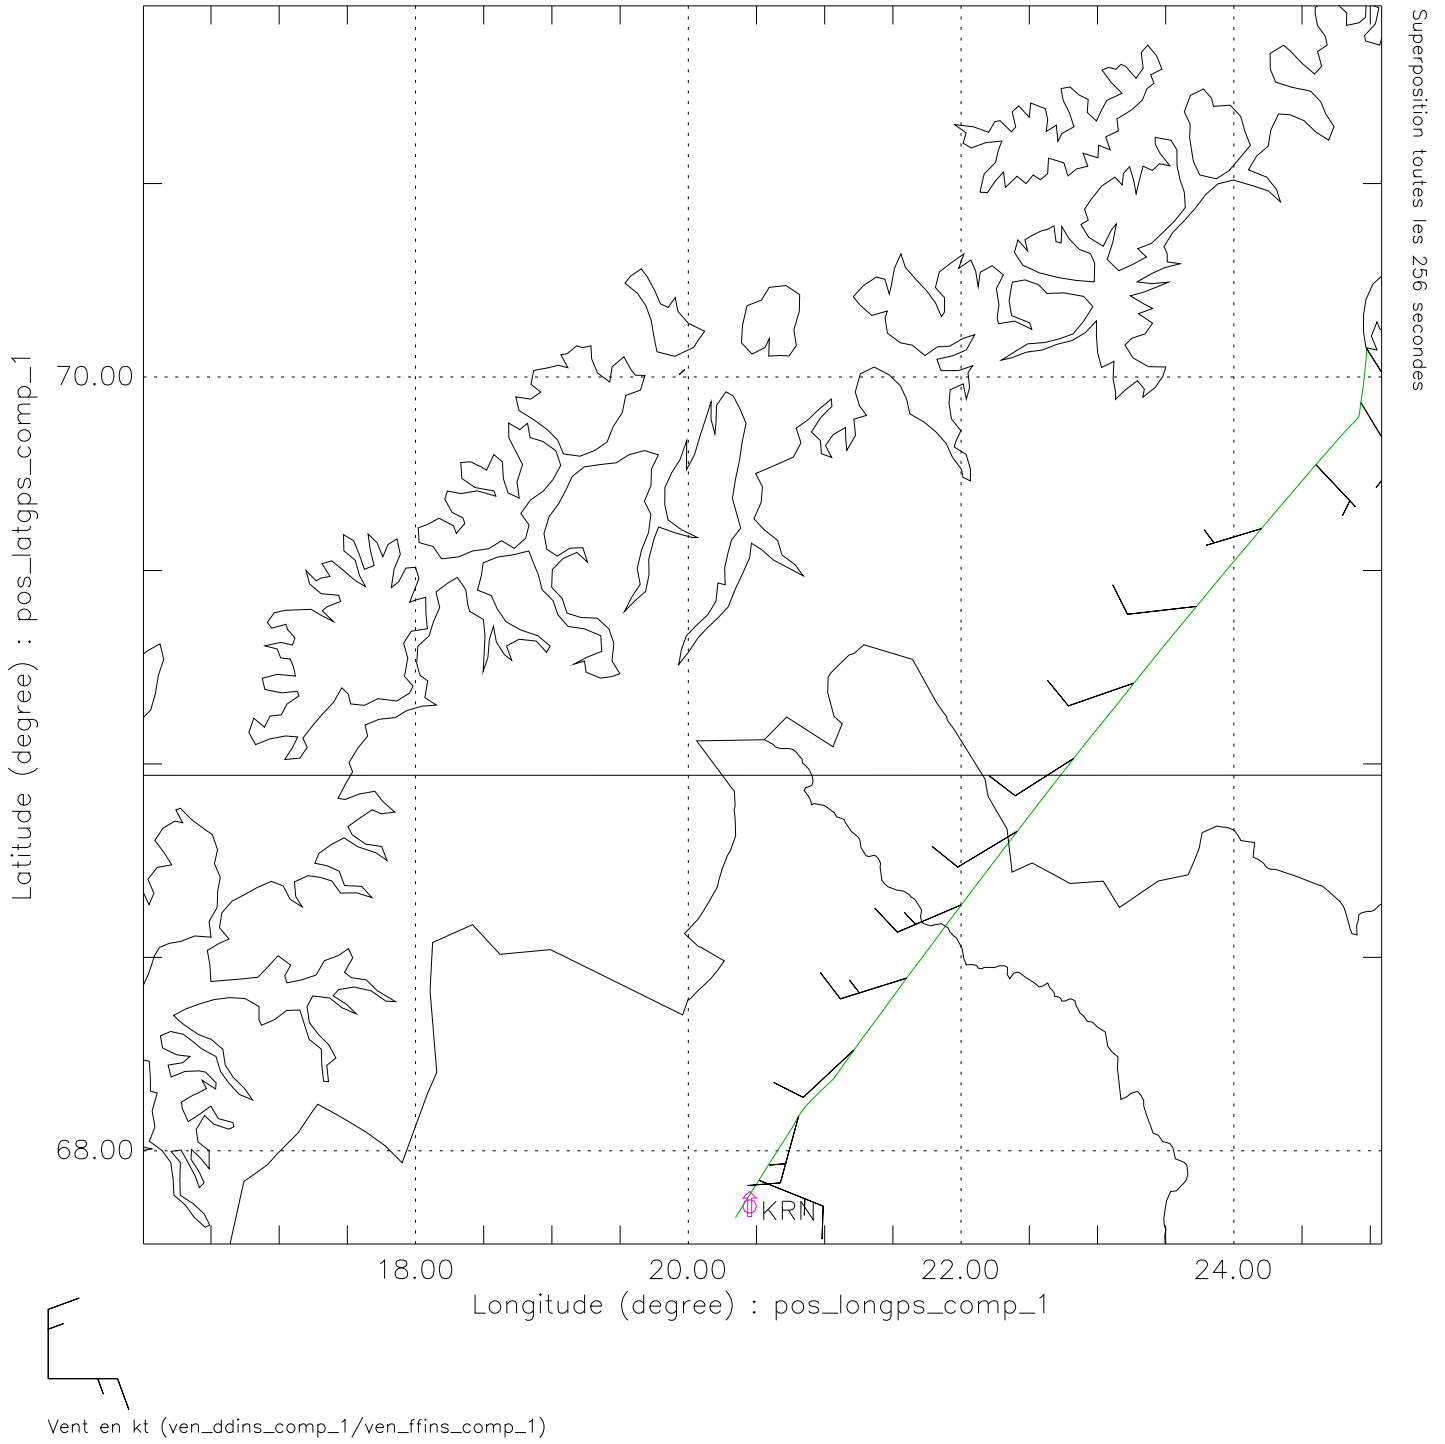 Superposition toutes les 256 secondes
Latitude (degree) : pos_latgps_comp_1
70.00
68.00
KRN
18.00 20.00 22.00 24.00
Longitude (degree) : pos_longps_comp_1
Vent en kt (ven_ddins_comp_1/ven_ffins_comp_1)